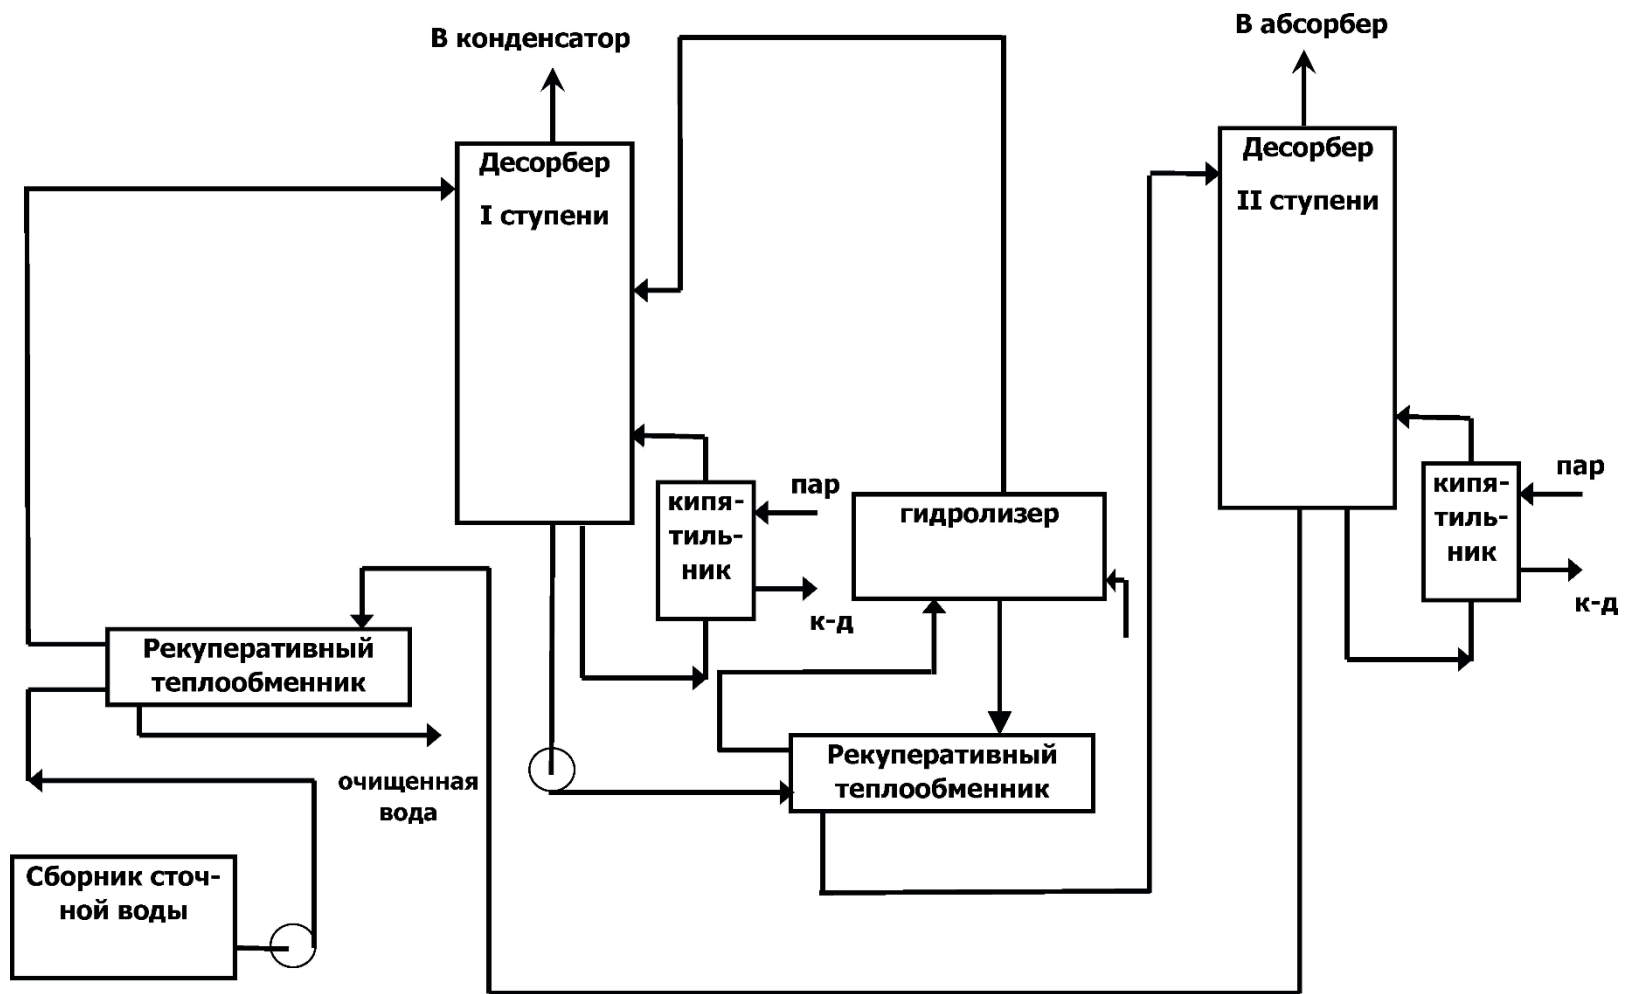 В конденсатор
В абсорбер
Десорбер
I ступени
Десорбер
II ступени
пар
кипя-
тиль-
ник
к-д
гидролизер
пар
кипя-
тиль-
ник
к-д
Рекуперативный
теплообменник
очищенная
вода
Рекуперативный
теплообменник
Сборник сточ-
ной воды